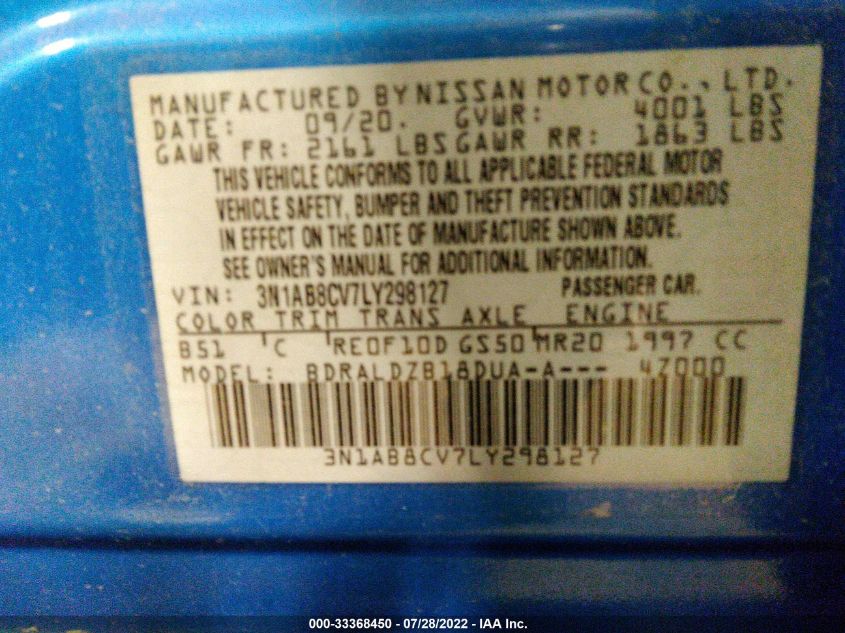 MANUFACTURED BY NISSAN MOTOR CO., LTD.
DATE: 09/20. GVWR: 4001 LBS
GAWR FR: 2161 LBS GAWR RR: 1863 LBS
THIS VEHICLE CONFORMS TO ALL APPLICABLE FEDERAL MOTOR
VEHICLE SAFETY, BUMPER AND THEFT PREVENTION STANDARDS
IN EFFECT ON THE DATE OF MANUFACTURE SHOWN ABOVE.
SEE OWNER'S MANUAL FOR ADDITIONAL INFORMATION.
VIN: 3N1AB8CV7LY298127 PASSENGER CAR.
COLOR TRIM TRANS AXLE ENGINE
B51 C RE0F10D GS50 MR20 1997 CC
MODEL: BDRALDZB18DUA-A--- 4Z000
3N1AB8CV7LY298127
000-33368450 - 07/28/2022 - IAA Inc.